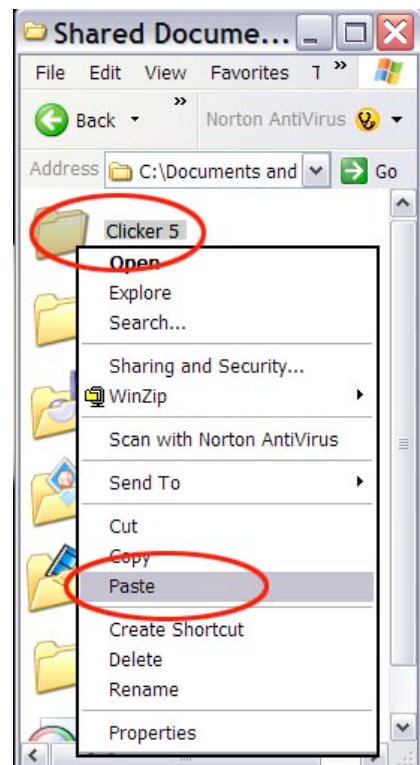 Shared Docume...
File Edit View Favorites T »
Back » Norton AntiVirus
Address C:\Documents and Go
Clicker 5
Open
Explore
Search...
Sharing and Security...
WinZip
Scan with Norton AntiVirus
Send To
Cut
Copy
Paste
Create Shortcut
Delete
Rename
Properties